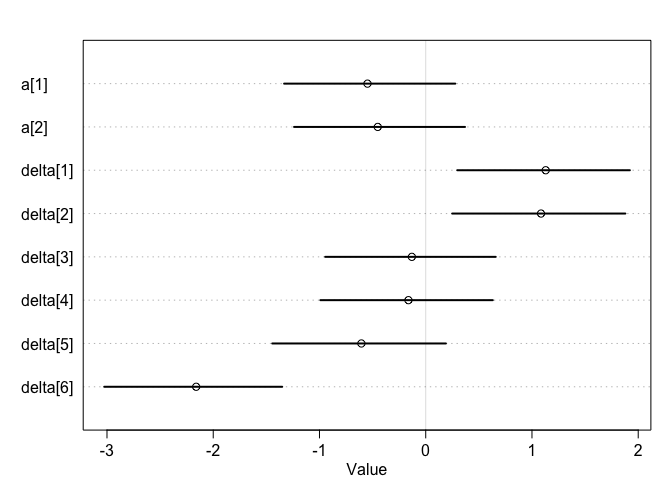 a[1]
a[2]
delta[1]
delta[2]
delta[3]
delta[4]
delta[5]
delta[6]
-3 -2 -1 0 1 2
Value